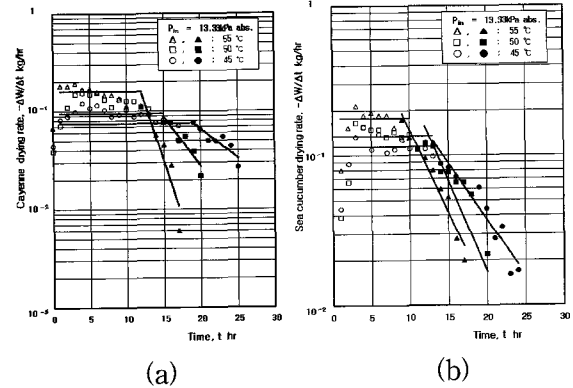 P_in = 13.33kPa abs.
△ , ▲ : 55 ℃
□ , ■ : 50 ℃
○ , ● : 45 ℃
Cayenne drying rate, -ΔW/Δt kg/hr
1
10⁻¹
10⁻²
10⁻³
0 5 10 15 20 25 30
Time, t hr
(a)
P_in = 13.33kPa abs.
△ , ▲ : 55 ℃
□ , ■ : 50 ℃
○ , ● : 45 ℃
Sea cucumber drying rate, -ΔW/Δt kg/hr
1
10⁻¹
10⁻²
0 5 10 15 20 25 30
Time, t hr
(b)